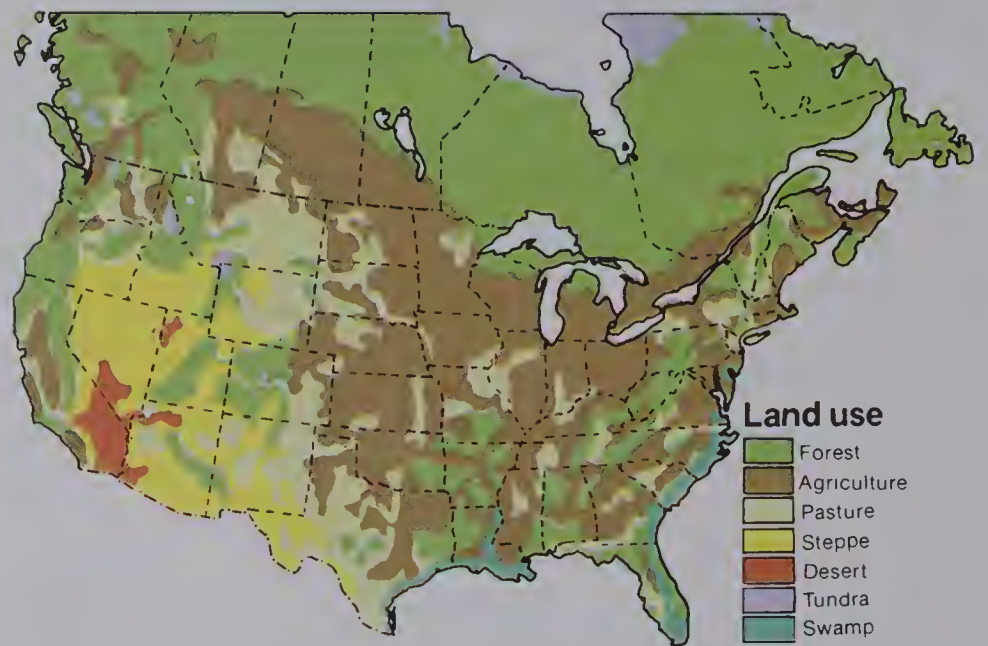 Land use
Forest
Agriculture
Pasture
Steppe
Desert
Tundra
Swamp